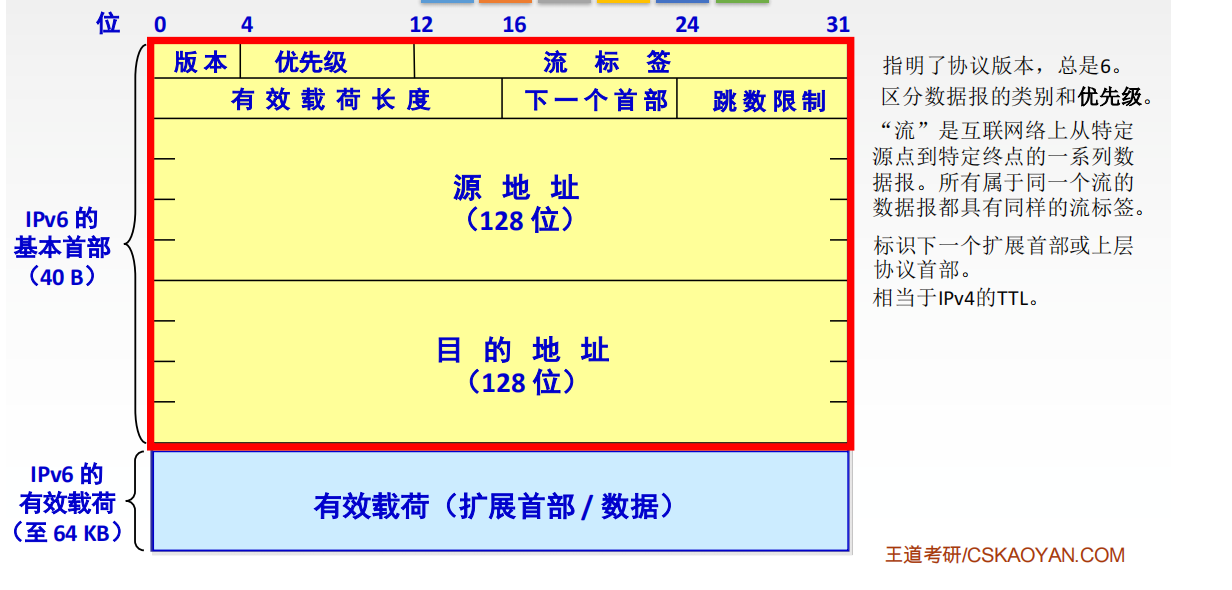 位 0 4 12 16 24 31
版本 优先级 流标签
有效载荷长度 下一个首部 跳数限制
源地址
（128 位）
目的地址
（128 位）
IPv6 的
基本首部
（40 B）
IPv6 的
有效载荷
（至 64 KB）
有效载荷（扩展首部 / 数据）
指明了协议版本，总是6。
区分数据报的类别和优先级。
“流”是互联网络上从特定
源点到特定终点的一系列数
据报。所有属于同一个流的
数据报都具有同样的流标签。
标识下一个扩展首部或上层
协议首部。
相当于IPv4的TTL。
王道考研/CSKAOYAN.COM